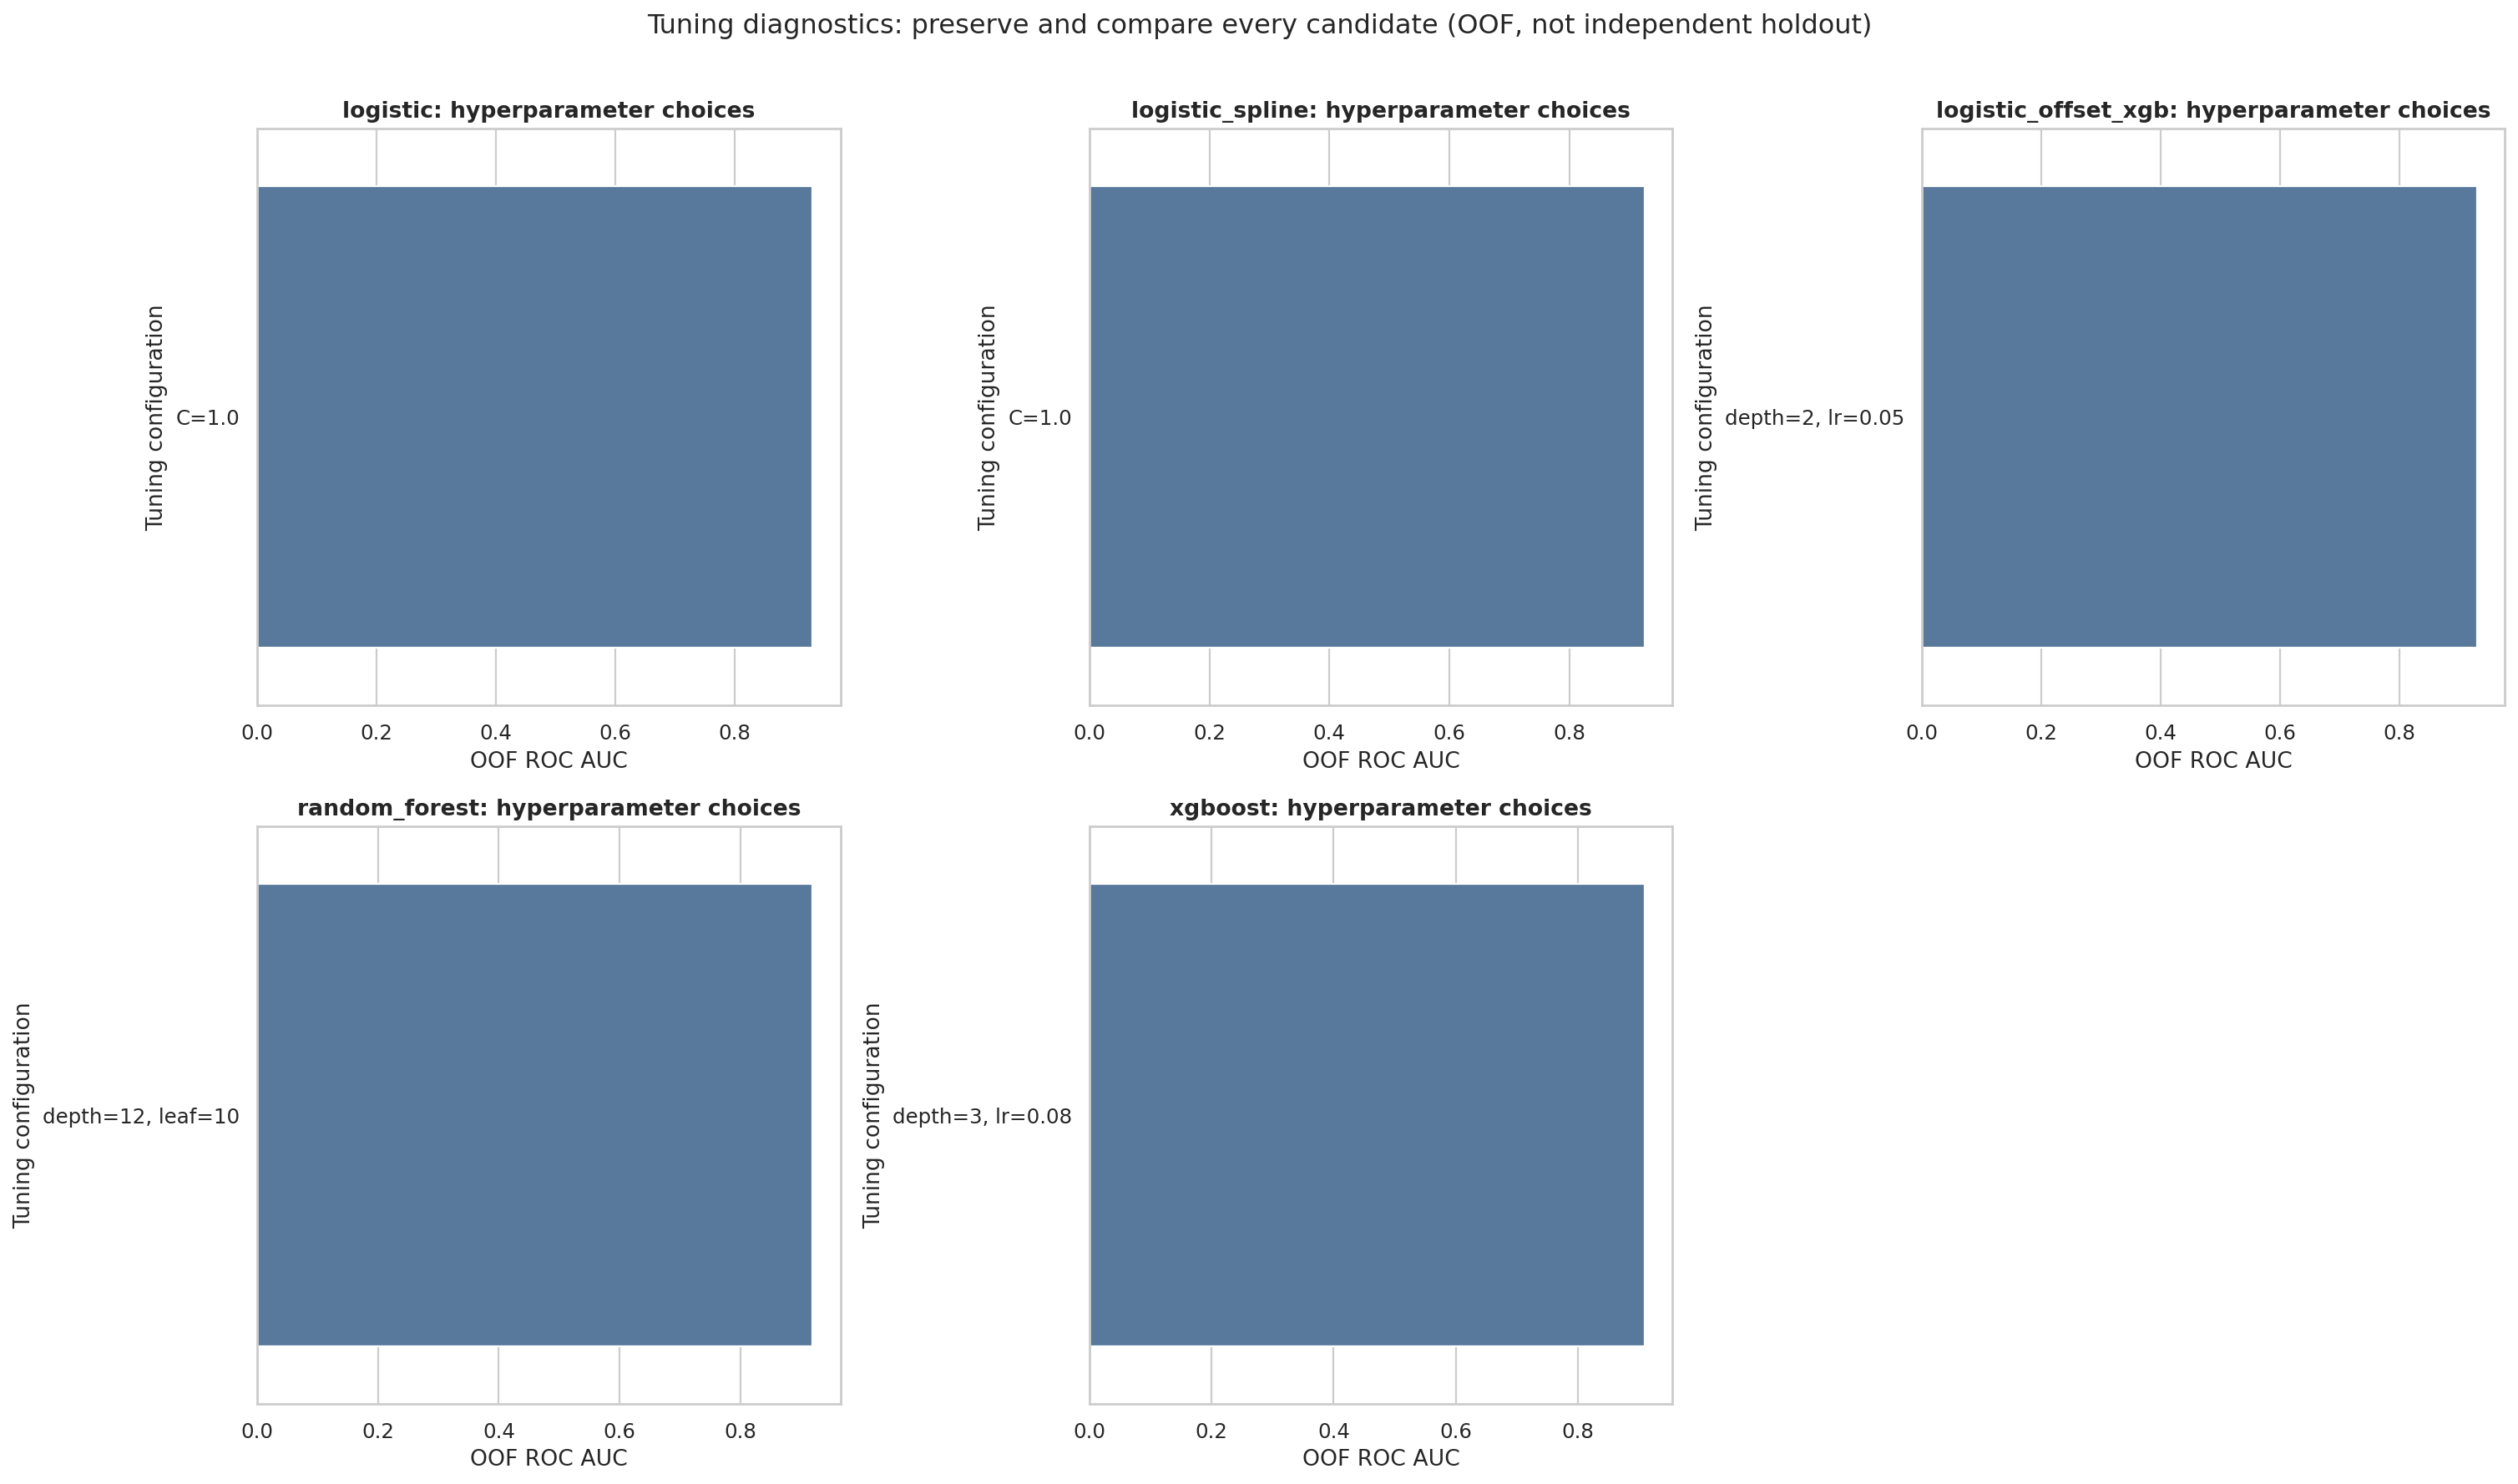 Tuning diagnostics: preserve and compare every candidate (OOF, not independent holdout)
logistic: hyperparameter choices
Tuning configuration
C=1.0
0.0 0.2 0.4 0.6 0.8
OOF ROC AUC
logistic_spline: hyperparameter choices
Tuning configuration
C=1.0
0.0 0.2 0.4 0.6 0.8
OOF ROC AUC
logistic_offset_xgb: hyperparameter choices
Tuning configuration
depth=2, lr=0.05
0.0 0.2 0.4 0.6 0.8
OOF ROC AUC
random_forest: hyperparameter choices
Tuning configuration
depth=12, leaf=10
0.0 0.2 0.4 0.6 0.8
OOF ROC AUC
xgboost: hyperparameter choices
Tuning configuration
depth=3, lr=0.08
0.0 0.2 0.4 0.6 0.8
OOF ROC AUC